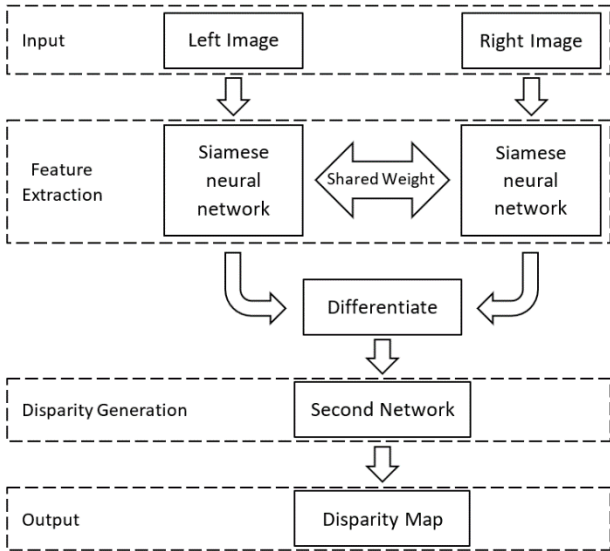 Input
Left Image
Right Image
Feature
Extraction
Siamese
neural
network
Shared Weight
Siamese
neural
network
Differentiate
Disparity Generation
Second Network
Output
Disparity Map